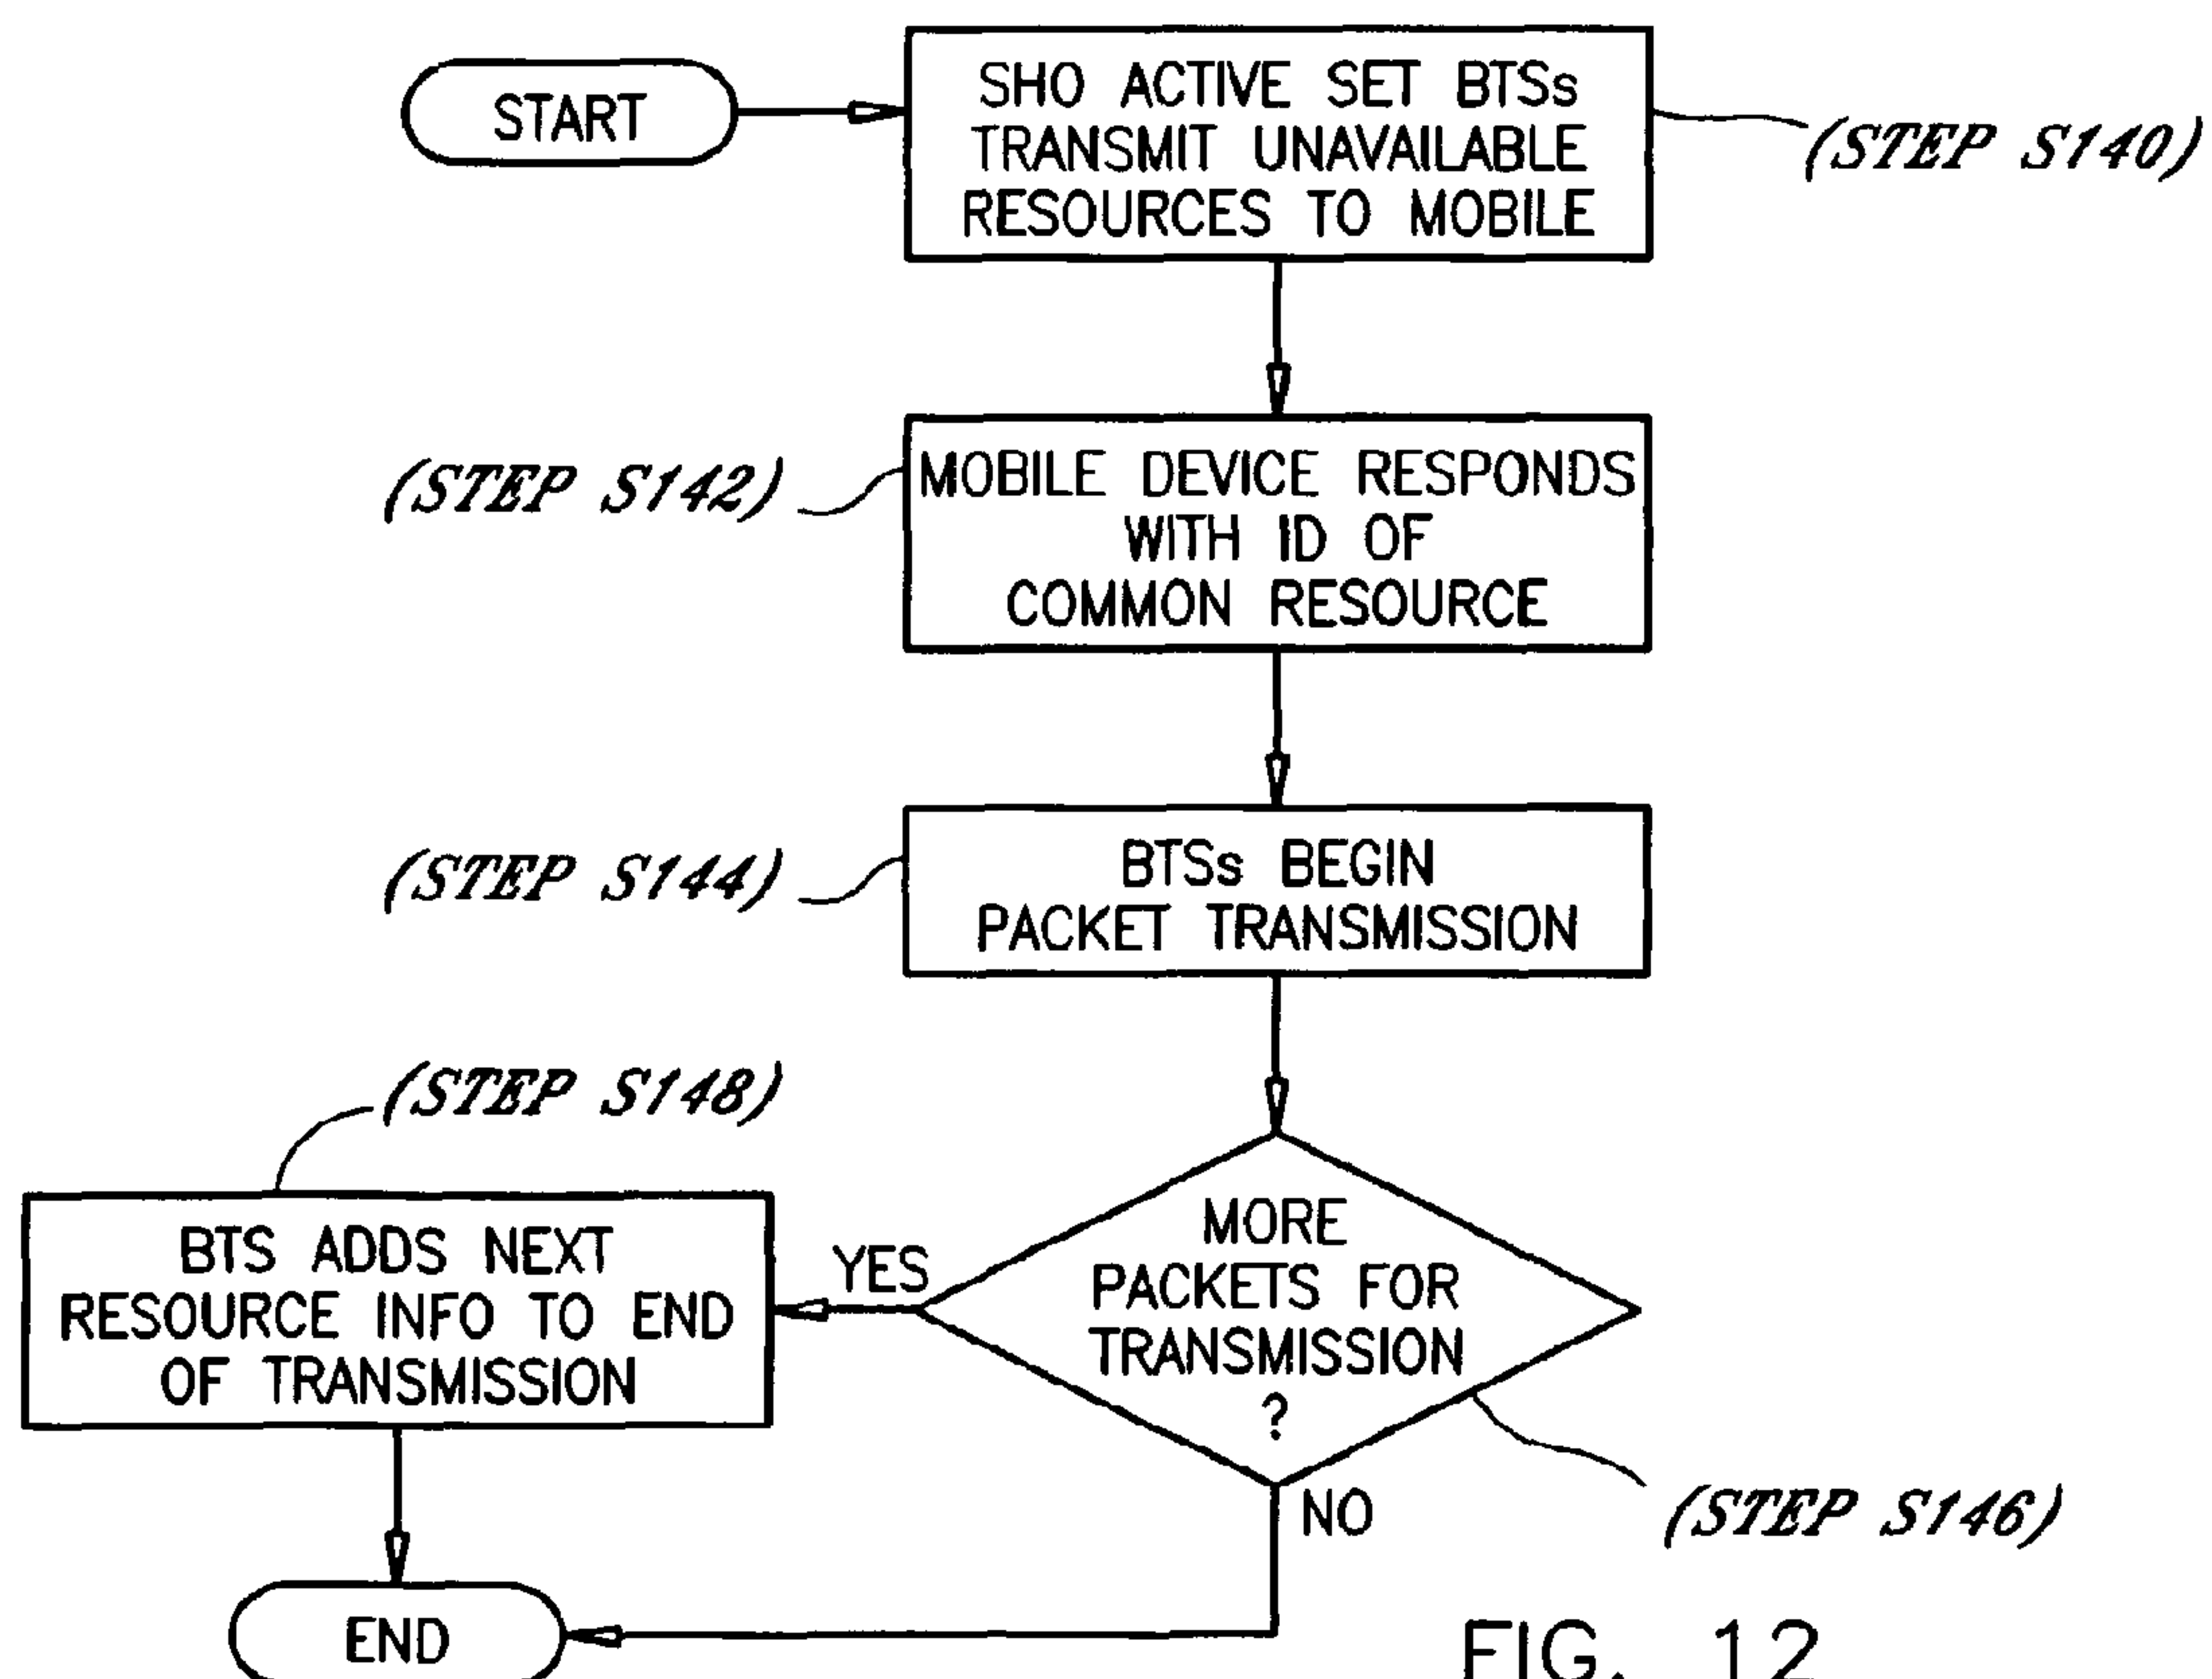 START
SHO ACTIVE SET BTSs
TRANSMIT UNAVAILABLE
RESOURCES TO MOBILE
(STEP S140)
(STEP S142)
MOBILE DEVICE RESPONDS
WITH ID OF
COMMON RESOURCE
(STEP S144)
BTSs BEGIN
PACKET TRANSMISSION
(STEP S148)
BTS ADDS NEXT
RESOURCE INFO TO END
OF TRANSMISSION
YES
MORE
PACKETS FOR
TRANSMISSION
?
NO
(STEP S146)
END
FIG. 12